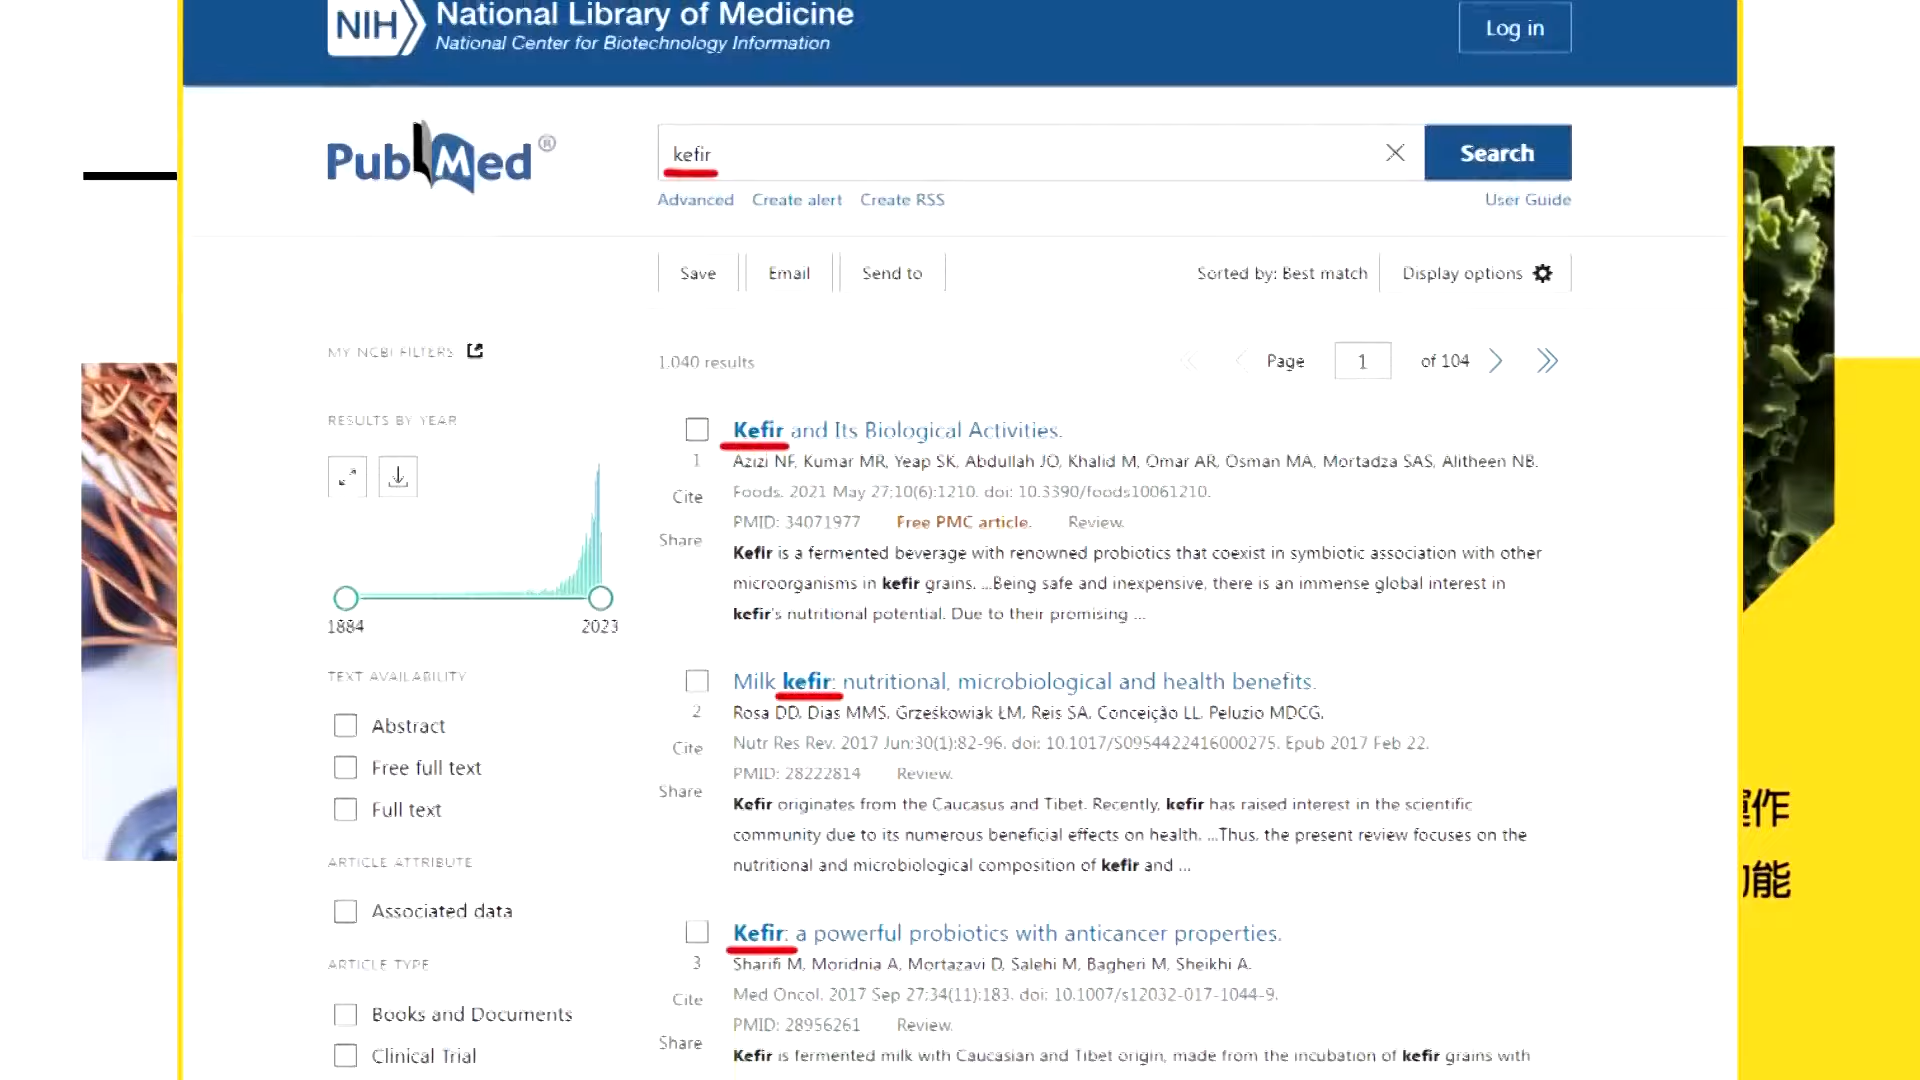 NIH
National Library of Medicine
National Center for Biotechnology Information
Log in
PubMed®
kefir
Search
Advanced
Create alert
Create RSS
User Guide
Save
Email
Send to
Sorted by: Best match
Display options
MY NCBI FILTERS
1,040 results
Page
1
of 104
RESULTS BY YEAR
1884
2023
TEXT AVAILABILITY
Abstract
Free full text
Full text
ARTICLE ATTRIBUTE
Associated data
ARTICLE TYPE
Books and Documents
Clinical Trial
Kefir and Its Biological Activities.
1
Azizi NF, Kumar MR, Yeap SK, Abdullah JO, Khalid M, Omar AR, Osman MA, Mortadza SAS, Alitheen NB.
Cite
Foods. 2021 May 27;10(6):1210. doi: 10.3390/foods10061210.
PMID: 34071977 Free PMC article. Review.
Share
Kefir is a fermented beverage with renowned probiotics that coexist in symbiotic association with other
microorganisms in kefir grains. ...Being safe and inexpensive, there is an immense global interest in
kefir's nutritional potential. Due to their promising ...
Milk kefir: nutritional, microbiological and health benefits.
2
Rosa DD, Dias MMS, Grześkowiak ŁM, Reis SA, Conceição LL, Peluzio MDCG.
Cite
Nutr Res Rev. 2017 Jun;30(1):82-96. doi: 10.1017/S0954422416000275. Epub 2017 Feb 22.
PMID: 28222814 Review.
Share
Kefir originates from the Caucasus and Tibet. Recently, kefir has raised interest in the scientific
community due to its numerous beneficial effects on health. ...Thus, the present review focuses on the
nutritional and microbiological composition of kefir and ...
Kefir: a powerful probiotics with anticancer properties.
3
Sharifi M, Moridnia A, Mortazavi D, Salehi M, Bagheri M, Sheikhi A.
Cite
Med Oncol. 2017 Sep 27;34(11):183. doi: 10.1007/s12032-017-1044-9.
PMID: 28956261 Review.
Share
Kefir is fermented milk with Caucasian and Tibet origin, made from the incubation of kefir grains with
作
能